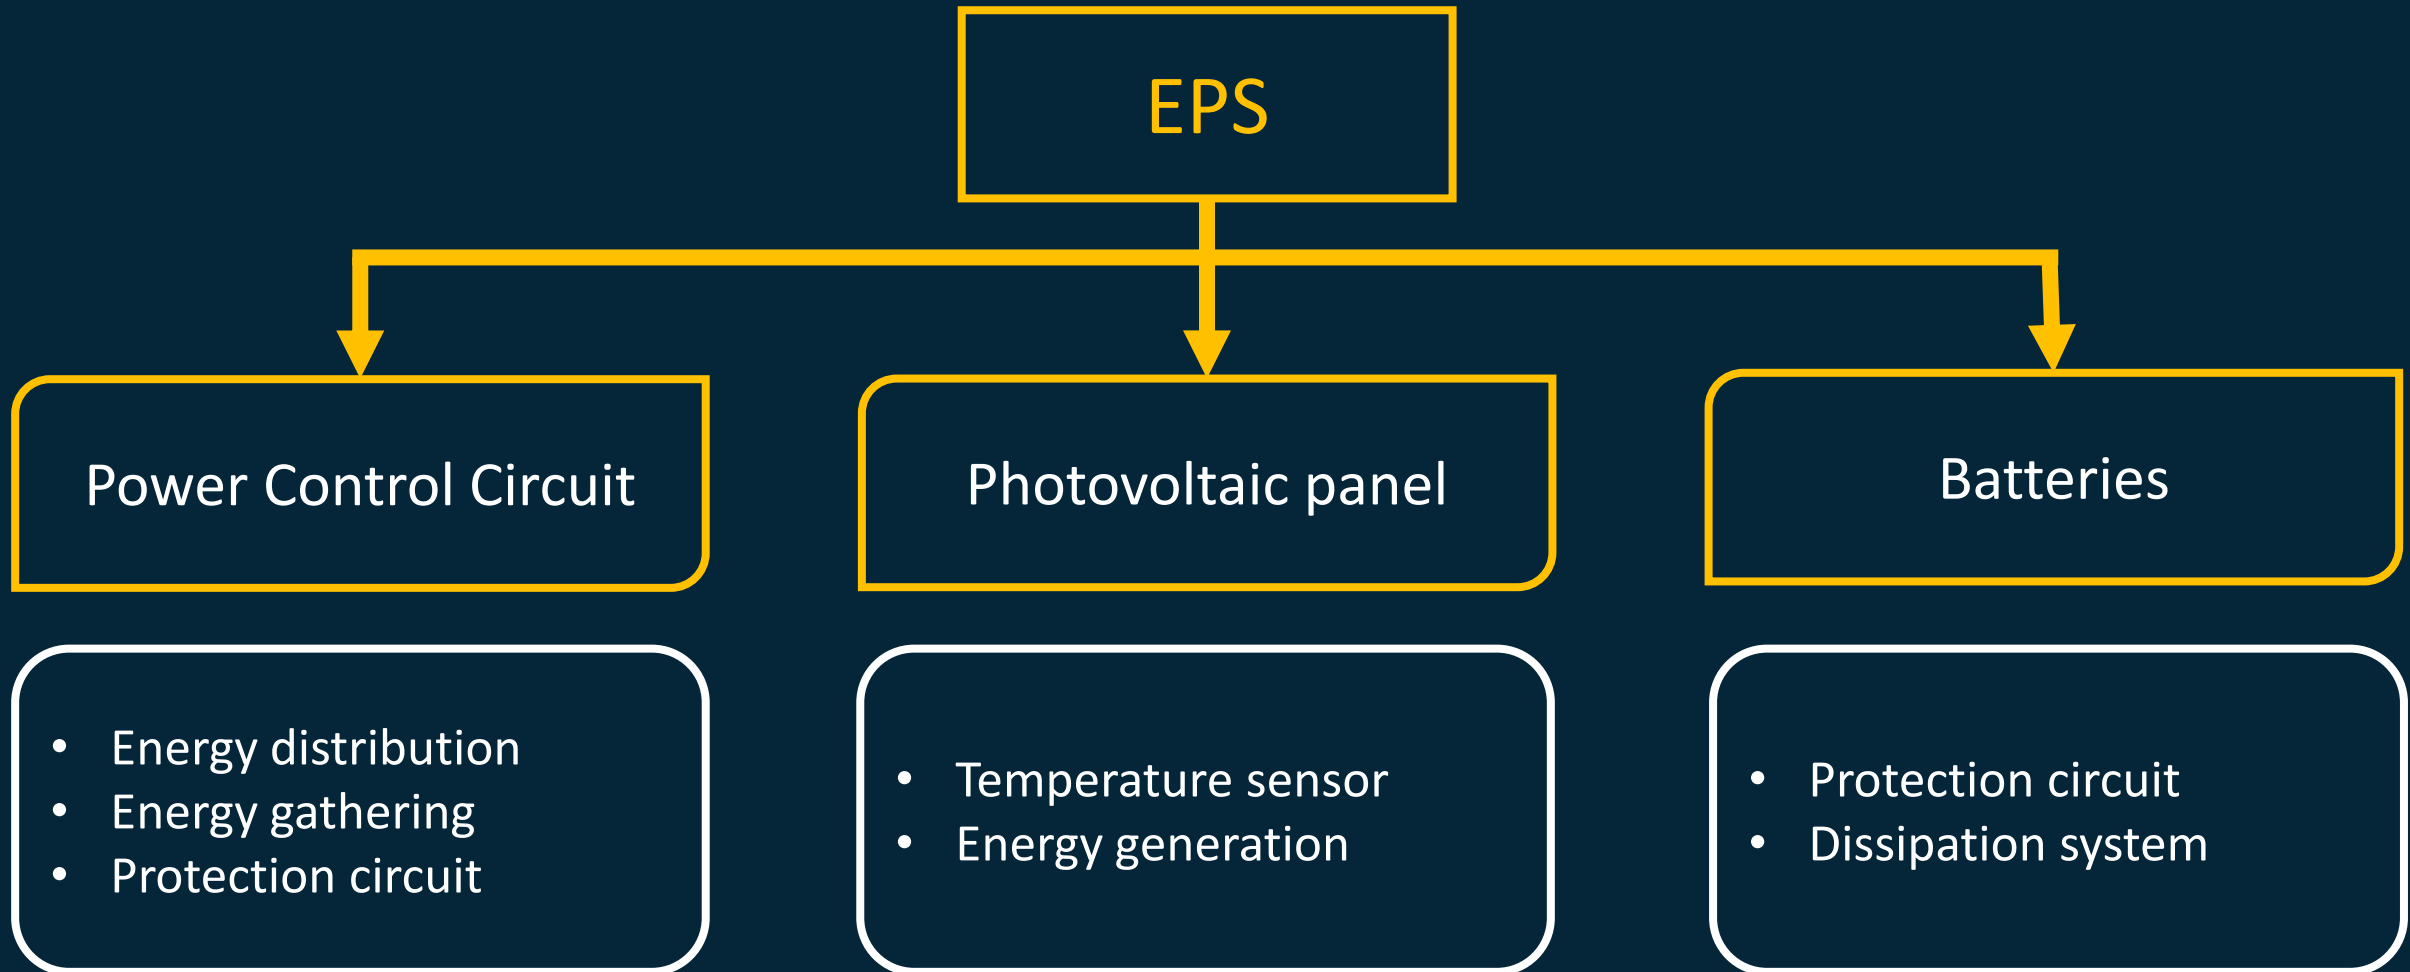 EPS
Power Control Circuit
Photovoltaic panel
Batteries
• Energy distribution
• Energy gathering
• Protection circuit
• Temperature sensor
• Energy generation
• Protection circuit
• Dissipation system